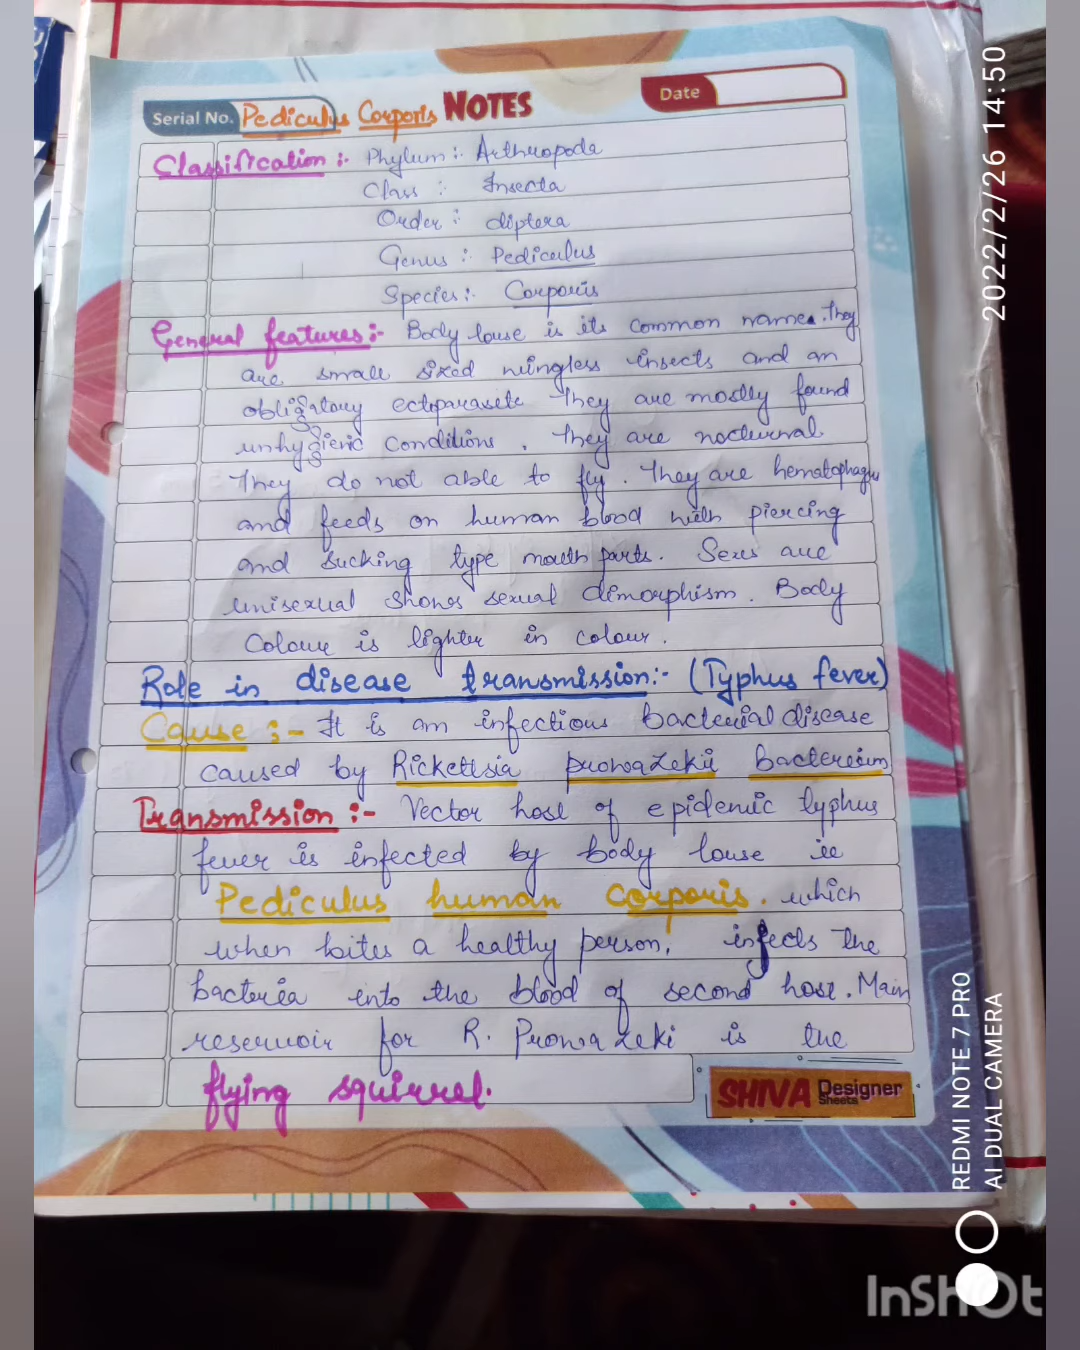 Serial No. Pediculus Corporis NOTES Date
Classification :- Phylum :- Arthropoda
Class : Insecta
Order :- diptera
Genus : Pediculus
Species :- Corporis
General features :- Body louse is its common name. They
are small sized wingless insects and an
obligatory ectoparasite They are mostly found
unhygienic conditions. They are nocturnal
They do not able to fly. They are hematophagus
and feeds on human blood with piercing
and sucking type mouth parts. Sexes are
unisexual shows sexual dimorphism. Body
Colour is lighter in colour.
Role in disease transmission :- (Typhus fever)
Cause :- It is an infectious bacterial disease
caused by Rickettsia prowazekii bacterium
Transmission :- Vector host of epidemic typhus
fever is infected by body louse ie
Pediculus human corporis. which
when bites a healthy person, infects the
bacteria into the blood of second host. Main
reservoir for R. Prowazeki is the
flying squirrel.
SHIVA Designer
Sheets
2022/2/26 14:50
REDMI NOTE 7 PRO
AI DUAL CAMERA
InShOt